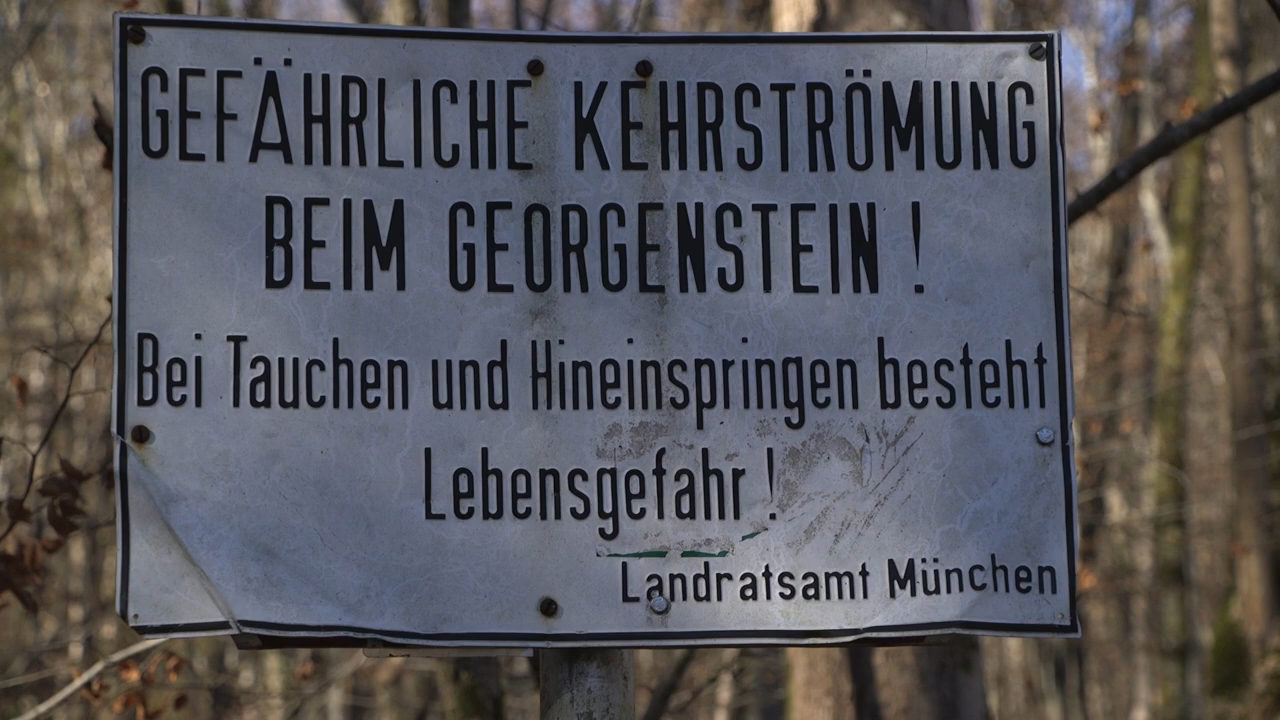 GEFÄHRLICHE KEHRSTRÖMUNG
BEIM GEORGENSTEIN !
Bei Tauchen und Hineinspringen besteht
Lebensgefahr !
Landratsamt München